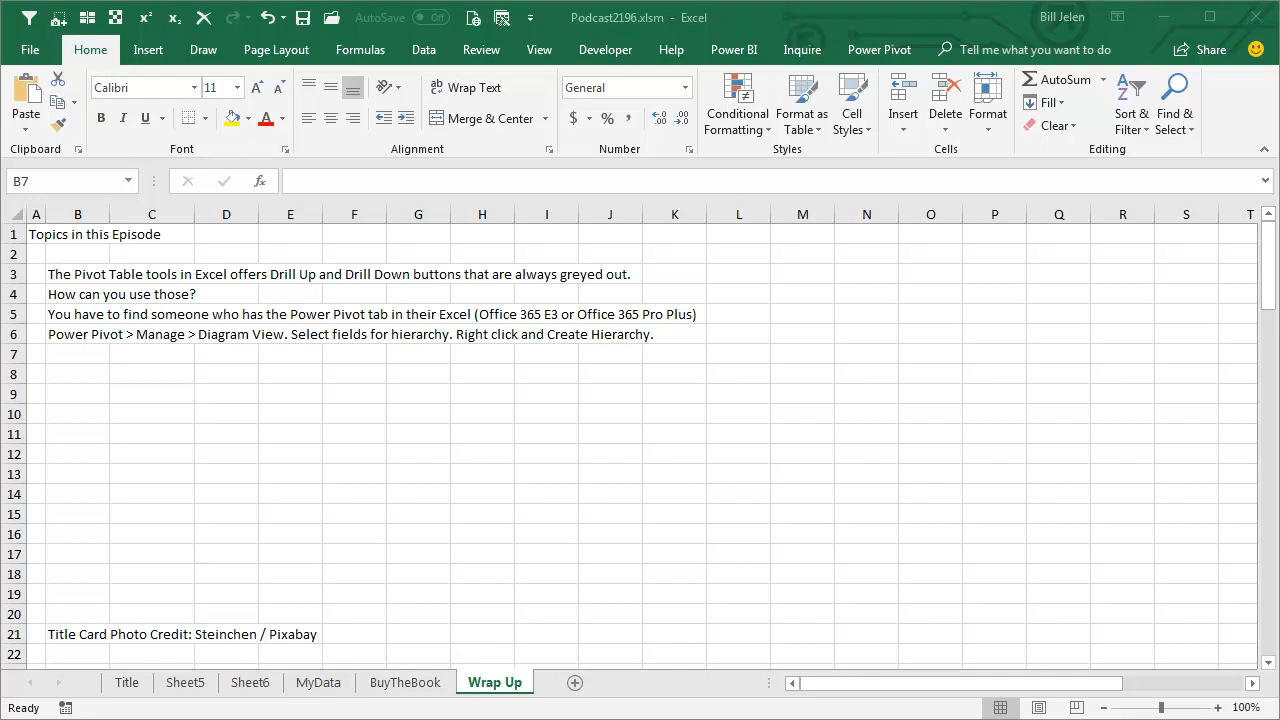 AutoSave Off Podcast2196.xlsm - Excel Bill Jelen
File Home Insert Draw Page Layout Formulas Data Review View Developer Help Power BI Inquire Power Pivot Tell me what you want to do Share
Paste
Clipboard
Calibri 11
B I U A
Font
Wrap Text
Merge & Center
Alignment
General
$ % ,
Number
Conditional Formatting
Format as Table
Cell Styles
Styles
Insert Delete Format
Cells
AutoSum
Fill
Clear
Sort & Filter
Find & Select
Editing
B7 fx
A B C D E F G H I J K L M N O P Q R S T
1 Topics in this Episode
2
3 The Pivot Table tools in Excel offers Drill Up and Drill Down buttons that are always greyed out.
4 How can you use those?
5 You have to find someone who has the Power Pivot tab in their Excel (Office 365 E3 or Office 365 Pro Plus)
6 Power Pivot > Manage > Diagram View. Select fields for hierarchy. Right click and Create Hierarchy.
7
8
9
10
11
12
13
14
15
16
17
18
19
20
21 Title Card Photo Credit: Steinchen / Pixabay
22
Title Sheet5 Sheet6 MyData BuyTheBook Wrap Up
Ready 100%